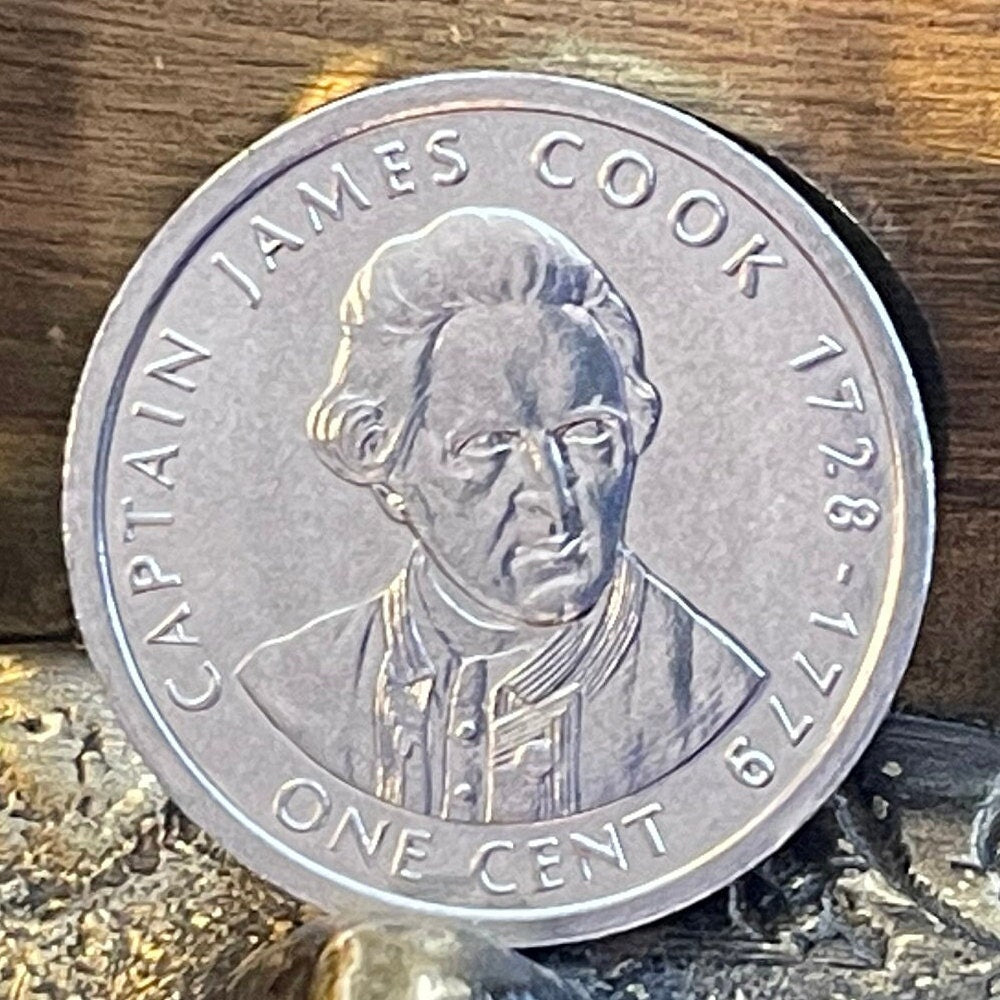 CAPTAIN JAMES COOK 1728-1779
ONE CENT